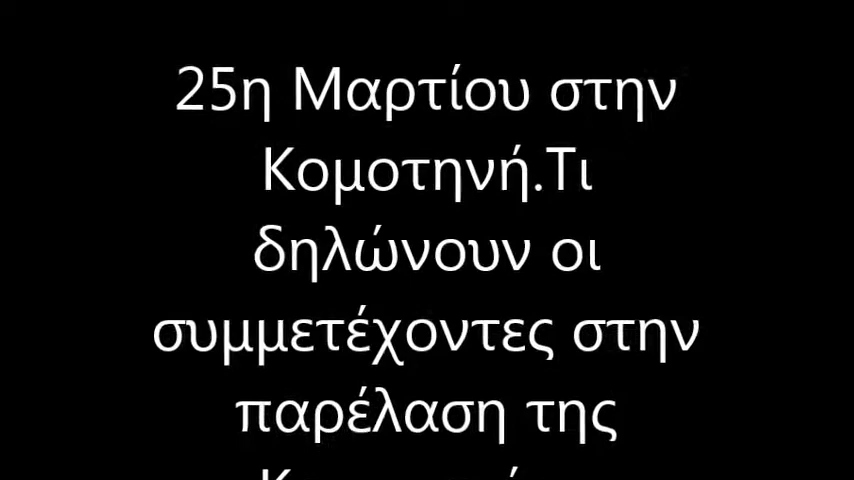 25η Μαρτίου στην
Κομοτηνή.Τι
δηλώνουν οι
συμμετέχοντες στην
παρέλαση της